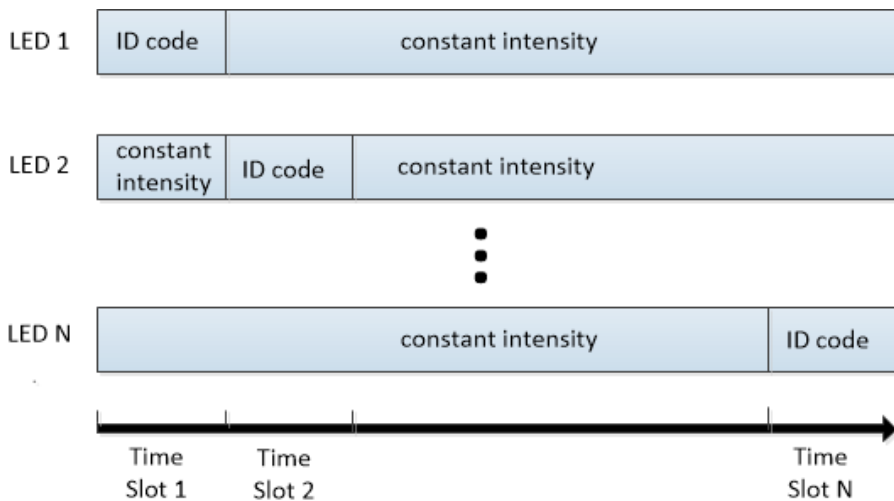 LED 1
ID code
constant intensity
LED 2
constant
intensity
ID code
constant intensity
LED N
constant intensity
ID code
Time
Slot 1
Time
Slot 2
Time
Slot N